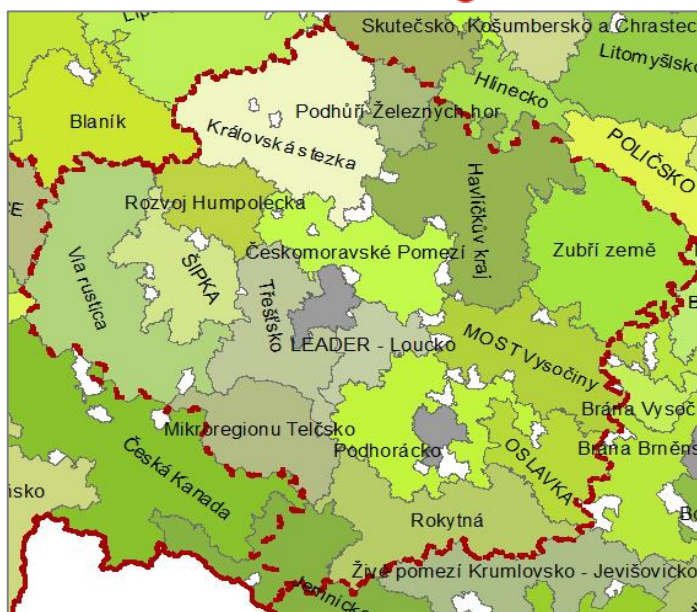 Skutečsko, Košumbersko a Chrastec
Litomyšlsko
Hlinecko
Blaník
Podhůří Železných hor
Královská stezka
POLIČSKO
Havlíčkův kraj
Rozvoj Humpolecka
Českomoravské Pomezí
Zubří země
Via rustica
ŠIPKA
Třešťsko
LEADER - Loucko
MOST Vysočiny
Mikroregionu Telčsko
Podhorácko
OSLAVKA
Brána Vysoč
Brána Brněns
Česká Kanada
Rokytná
Živé pomezí Krumlovsko - Jevišovicko
Jemnicko